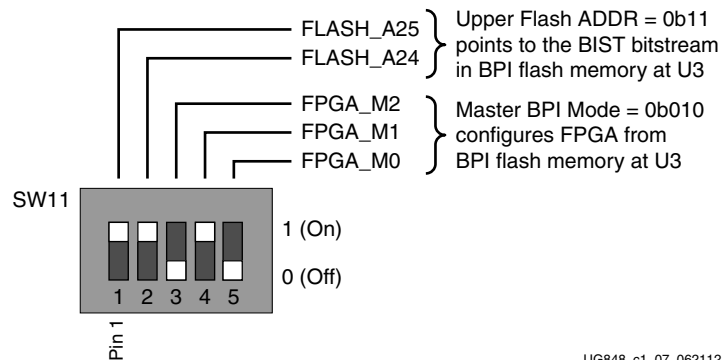 FLASH_A25
FLASH_A24
Upper Flash ADDR = 0b11
points to the BIST bitstream
in BPI flash memory at U3
FPGA_M2
FPGA_M1
FPGA_M0
Master BPI Mode = 0b010
configures FPGA from
BPI flash memory at U3
SW11
1 (On)
0 (Off)
1 2 3 4 5
Pin 1
UG848_c1_07_062112